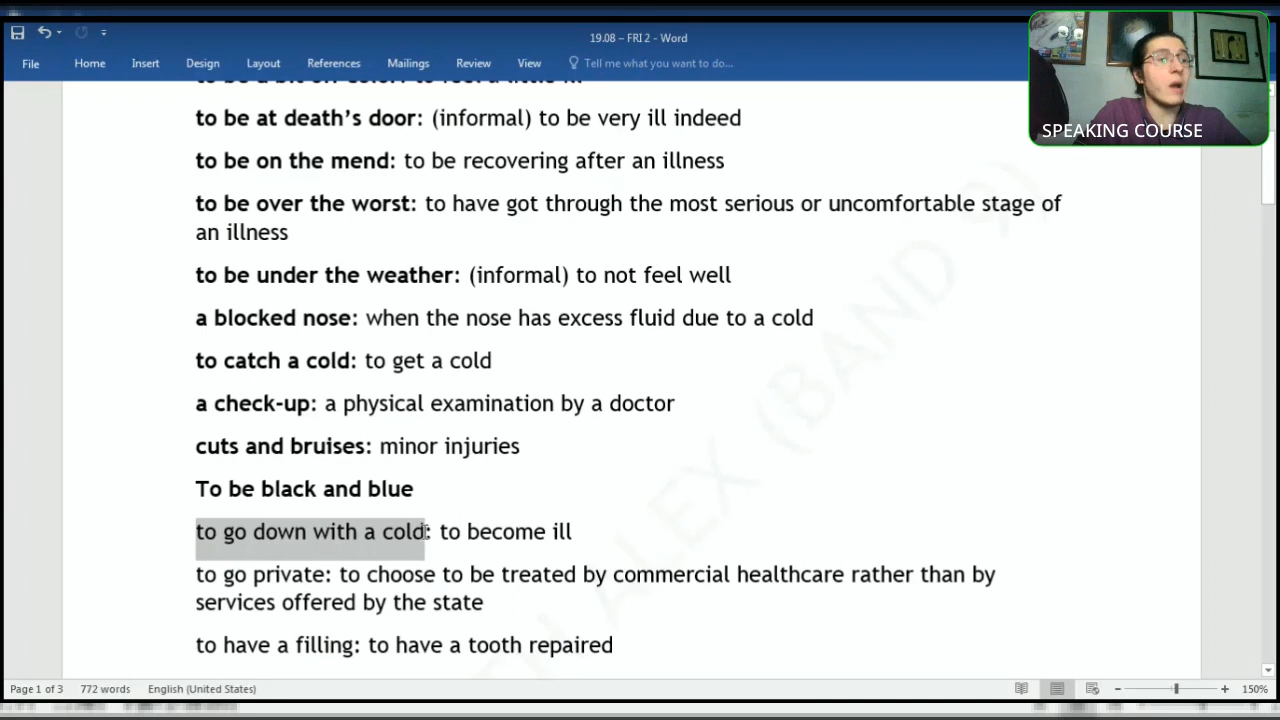 19.08 – FRI 2 - Word
File Home Insert Design Layout References Mailings Review View Tell me what you want to do...
SPEAKING COURSE
to be at death's door: (informal) to be very ill indeed
to be on the mend: to be recovering after an illness
to be over the worst: to have got through the most serious or uncomfortable stage of
an illness
to be under the weather: (informal) to not feel well
a blocked nose: when the nose has excess fluid due to a cold
to catch a cold: to get a cold
a check-up: a physical examination by a doctor
cuts and bruises: minor injuries
To be black and blue
to go down with a cold: to become ill
to go private: to choose to be treated by commercial healthcare rather than by
services offered by the state
to have a filling: to have a tooth repaired
ALEX (BAND 9)
Page 1 of 3 772 words English (United States) 150%